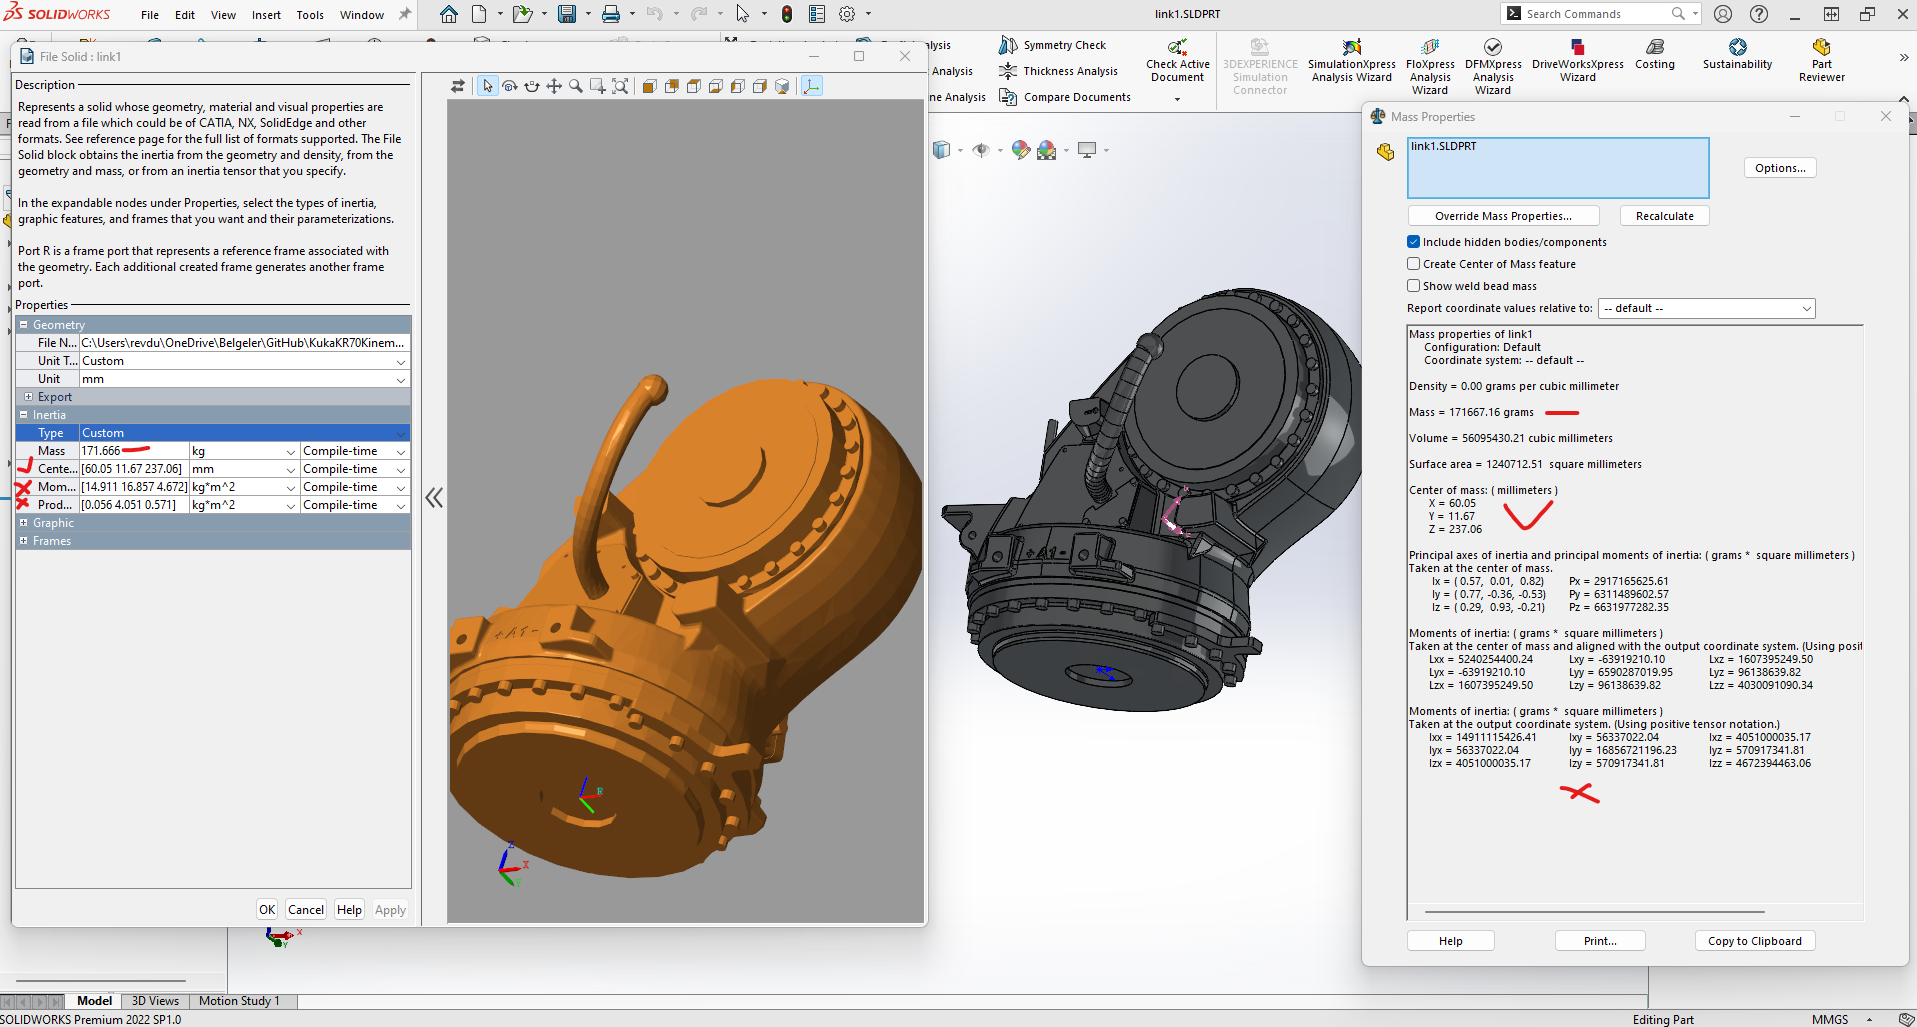 SOLIDWORKS
File Edit View Insert Tools Window
link1.SLDPRT
Search Commands
Symmetry Check
Thickness Analysis
Compare Documents
alysis
Analysis
ne Analysis
Check Active
Document
3DEXPERIENCE
Simulation
Connector
SimulationXpress
Analysis Wizard
FloXpress
Analysis
Wizard
DFMXpress
Analysis
Wizard
DriveWorksXpress
Wizard
Costing
Sustainability
Part
Reviewer
File Solid : link1
Description
Represents a solid whose geometry, material and visual properties are
read from a file which could be of CATIA, NX, SolidEdge and other
formats. See reference page for the full list of formats supported. The File
Solid block obtains the inertia from the geometry and density, from the
geometry and mass, or from an inertia tensor that you specify.
In the expandable nodes under Properties, select the types of inertia,
graphic features, and frames that you want and their parameterizations.
Port R is a frame port that represents a reference frame associated with
the geometry. Each additional created frame generates another frame
port.
Properties
Geometry
File N... C:\Users\revdu\OneDrive\Belgeler\GitHub\KukaKR70Kinem...
Unit T... Custom
Unit mm
Export
Inertia
Type Custom
Mass 171.666 kg Compile-time
Cente... [60.05 11.67 237.06] mm Compile-time
Mom... [14.911 16.857 4.672] kg*m^2 Compile-time
Prod... [0.056 4.051 0.571] kg*m^2 Compile-time
Graphic
Frames
OK Cancel Help Apply
+A1-
R
Z
X
Y
+A1-
Mass Properties
link1.SLDPRT
Options...
Override Mass Properties... Recalculate
Include hidden bodies/components
Create Center of Mass feature
Show weld bead mass
Report coordinate values relative to: -- default --
Mass properties of link1
Configuration: Default
Coordinate system: -- default --
Density = 0.00 grams per cubic millimeter
Mass = 171667.16 grams
Volume = 56095430.21 cubic millimeters
Surface area = 1240712.51 square millimeters
Center of mass: ( millimeters )
X = 60.05
Y = 11.67
Z = 237.06
Principal axes of inertia and principal moments of inertia: ( grams * square millimeters )
Taken at the center of mass.
Ix = ( 0.57, 0.01, 0.82) Px = 2917165625.61
Iy = ( 0.77, -0.36, -0.53) Py = 6311489602.57
Iz = ( 0.29, 0.93, -0.21) Pz = 6631977282.35
Moments of inertia: ( grams * square millimeters )
Taken at the center of mass and aligned with the output coordinate system. (Using posit
Lxx = 5240254400.24 Lxy = -63919210.10 Lxz = 1607395249.50
Lyx = -63919210.10 Lyy = 6590287019.95 Lyz = 96138639.82
Lzx = 1607395249.50 Lzy = 96138639.82 Lzz = 4030091090.34
Moments of inertia: ( grams * square millimeters )
Taken at the output coordinate system. (Using positive tensor notation.)
Ixx = 14911115426.41 Ixy = 56337022.04 Ixz = 4051000035.17
Iyx = 56337022.04 Iyy = 16856721196.23 Iyz = 570917341.81
Izx = 4051000035.17 Izy = 570917341.81 Izz = 4672394463.06
Help Print... Copy to Clipboard
X
Y
Model 3D Views Motion Study 1
SOLIDWORKS Premium 2022 SP1.0
Editing Part MMGS